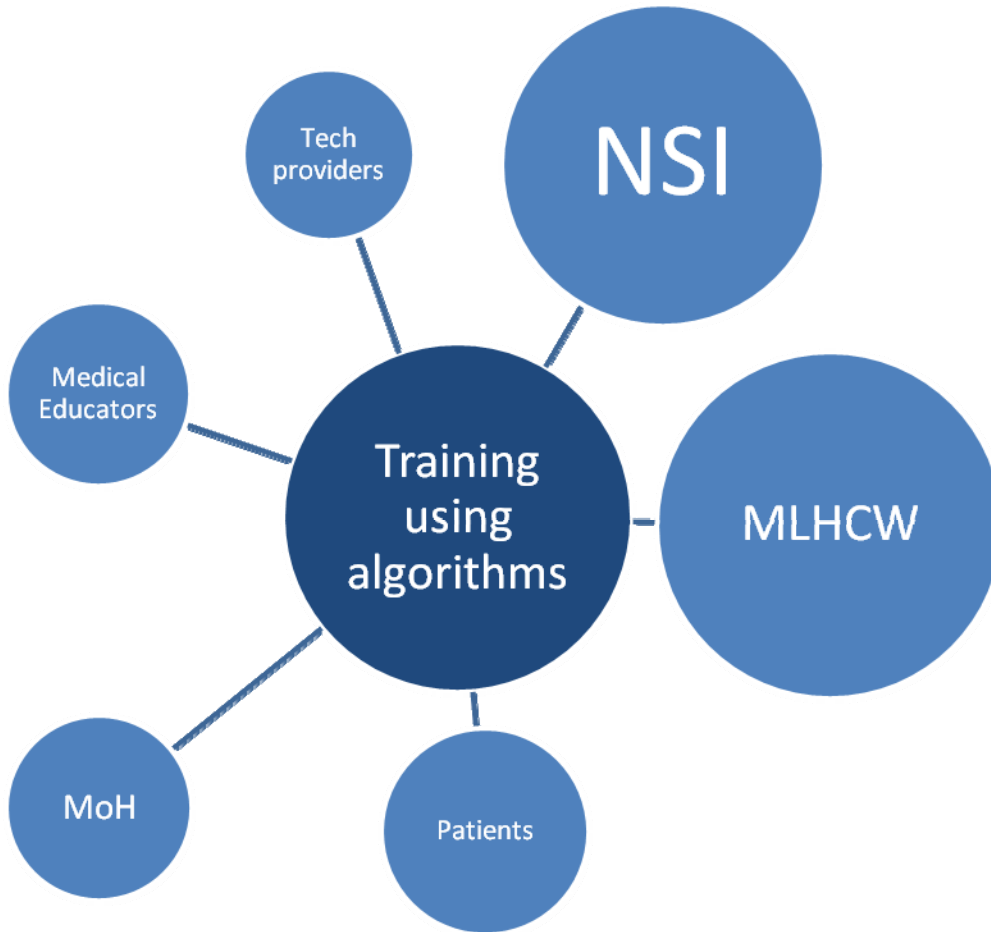 Tech
providers
NSI
Medical
Educators
Training
using
algorithms
MLHCW
MoH
Patients